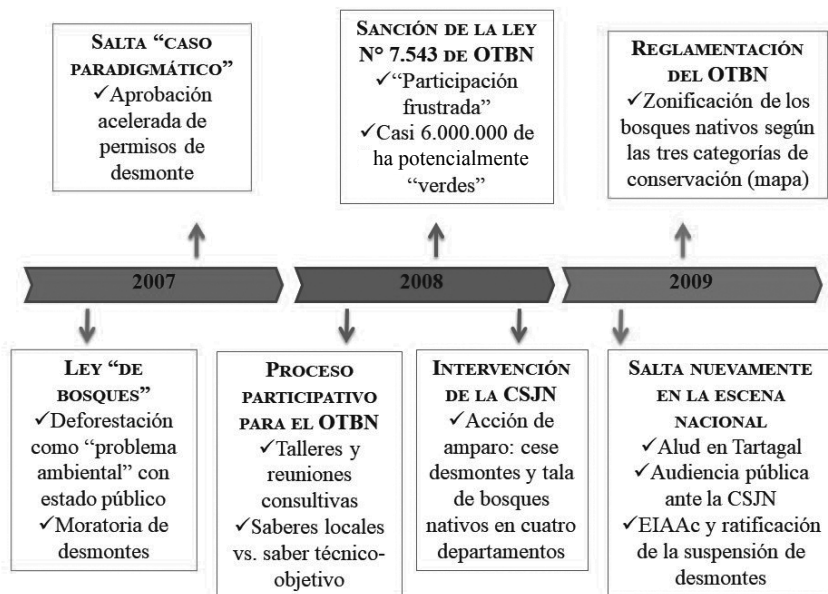 SALTA “CASO
PARADIGMÁTICO”
✓Aprobación
acelerada de
permisos de
desmonte
SANCIÓN DE LA LEY
N° 7.543 DE OTBN
✓“Participación
frustrada”
✓Casi 6.000.000 de
ha potencialmente
“verdes”
REGLAMENTACIÓN
DEL OTBN
✓Zonificación de los
bosques nativos según
las tres categorías de
conservación (mapa)
2007
2008
2009
LEY “DE
BOSQUES”
✓Deforestación
como “problema
ambiental” con
estado público
✓Moratoria de
desmontes
PROCESO
PARTICIPATIVO
PARA EL OTBN
✓Talleres y
reuniones
consultivas
✓Saberes locales
vs. saber técnico-
objetivo
INTERVENCIÓN
DE LA CSJN
✓Acción de
amparo: cese
desmontes y tala
de bosques
nativos en cuatro
departamentos
SALTA NUEVAMENTE
EN LA ESCENA
NACIONAL
✓Alud en Tartagal
✓Audiencia pública
ante la CSJN
✓EIAAc y ratificación
de la suspensión de
desmontes